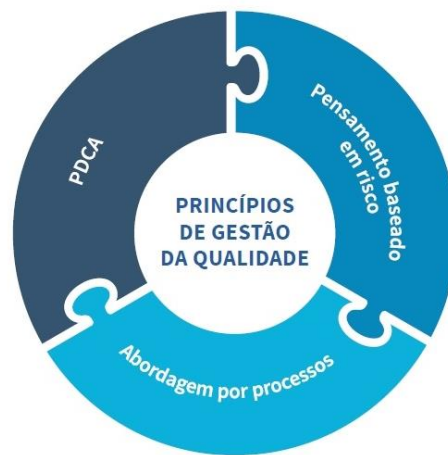 PRINCÍPIOS
DE GESTÃO
DA QUALIDADE
PDCA
Pensamento baseado
em risco
Abordagem por processos